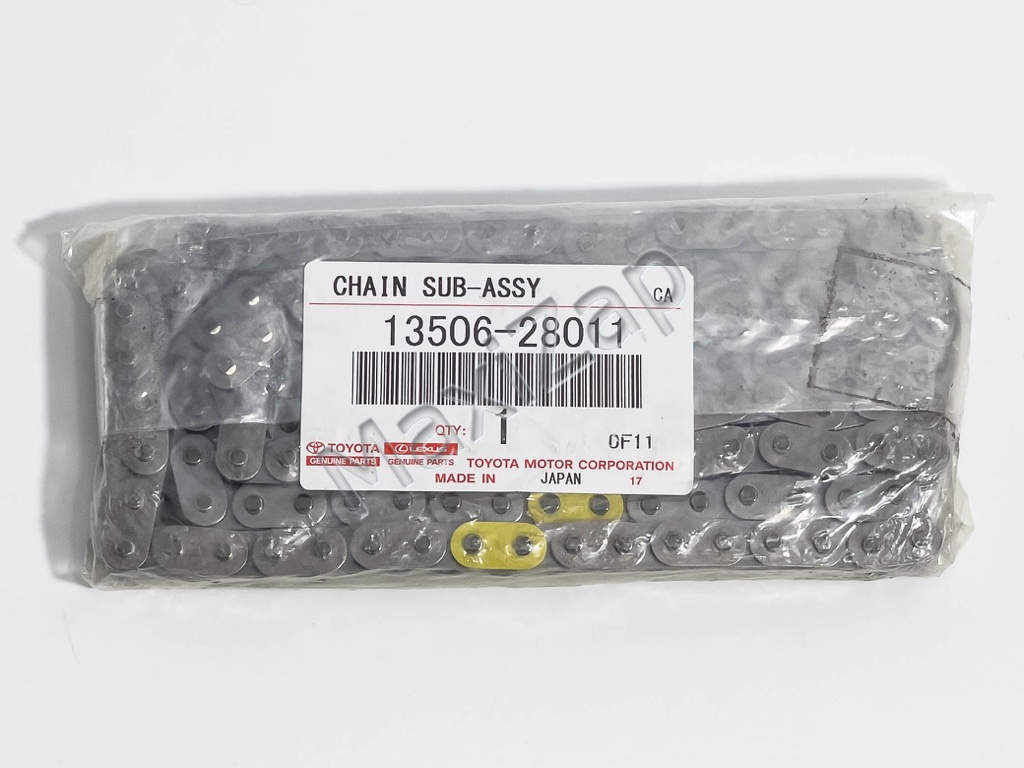 CHAIN SUB-ASSY
CA
13506-28011
QTY: 1
0F11
TOYOTA LEXUS
GENUINE PARTS GENUINE PARTS TOYOTA MOTOR CORPORATION
MADE IN JAPAN 17
MaxiZap